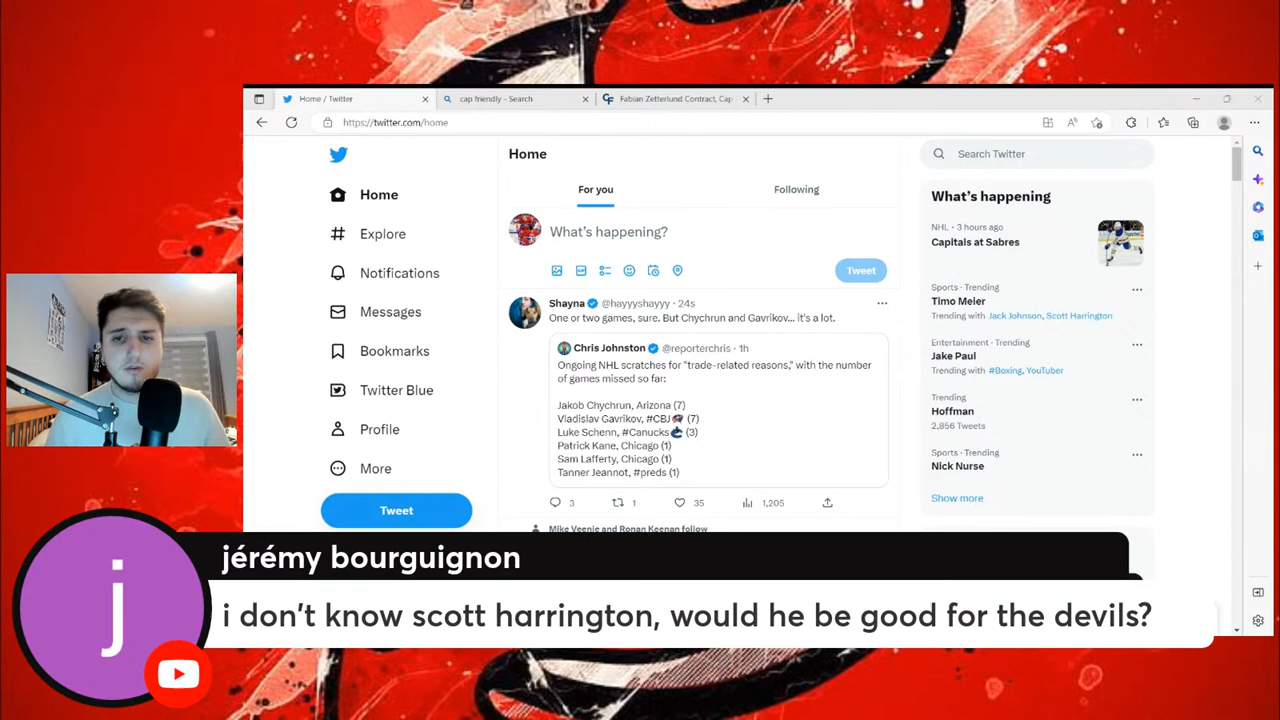 Home / Twitter
cap friendly - Search
Fabian Zetterlund Contract, Cap
https://twitter.com/home
Home
Explore
Notifications
Messages
Bookmarks
Twitter Blue
Profile
More
Tweet
Home
For you
Following
What's happening?
Tweet
Shayna @hayyyshayyy · 24s
One or two games, sure. But Chychrun and Gavrikov... it's a lot.
Chris Johnston @reporterchris · 1h
Ongoing NHL scratches for "trade-related reasons," with the number
of games missed so far:
Jakob Chychrun, Arizona (7)
Vladislav Gavrikov, #CBJ (7)
Luke Schenn, #Canucks (3)
Patrick Kane, Chicago (1)
Sam Lafferty, Chicago (1)
Tanner Jeannot, #preds (1)
3
1
35
1,205
Mike Veenie and Ronan Keenan follow
Search Twitter
What's happening
NHL · 3 hours ago
Capitals at Sabres
Sports · Trending
Timo Meier
Trending with Jack Johnson, Scott Harrington
Entertainment · Trending
Jake Paul
Trending with #Boxing, YouTube
Trending
Hoffman
2,856 Tweets
Sports · Trending
Nick Nurse
Show more
j
jérémy bourguignon
i don't know scott harrington, would he be good for the devils?